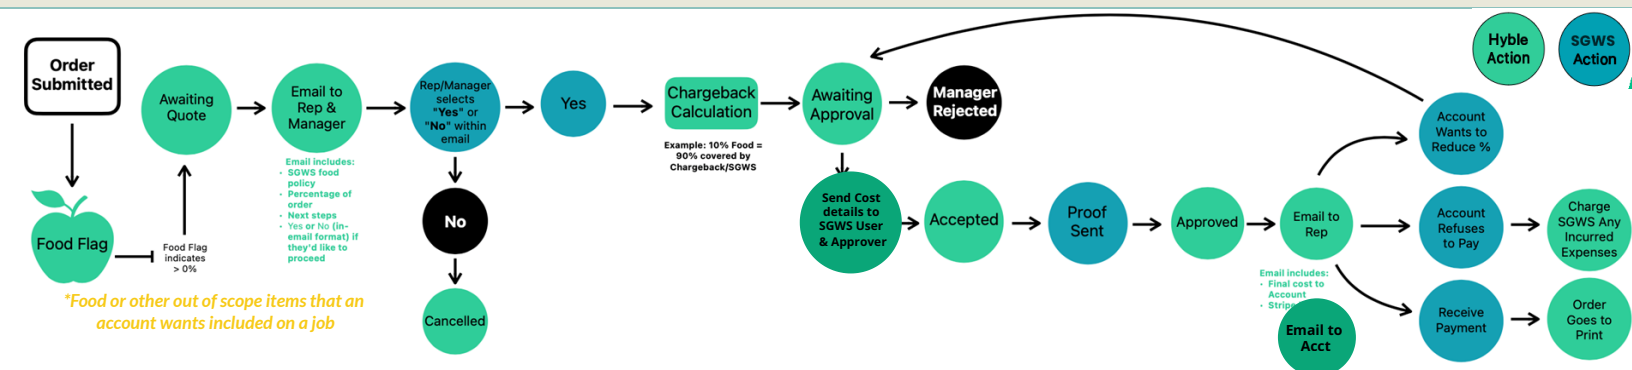 Order
Submitted
Food Flag
Food Flag
indicates
> 0%
*Food or other out of scope items that an
account wants included on a job
Awaiting
Quote
Email to
Rep &
Manager
Email includes:
• SGWS food
policy
• Percentage of
order
• Next steps
• Yes or No (in-
email format) if
they'd like to
proceed
Rep/Manager
selects
"Yes" or
"No" within
email
No
Cancelled
Yes
Chargeback
Calculation
Example: 10% Food =
90% covered by
Chargeback/SGWS
Awaiting
Approval
Manager
Rejected
Send Cost
details to
SGWS User
& Approver
Accepted
Proof
Sent
Approved
Email to
Rep
Email includes:
• Final cost to
Account
Email to
Acct
Account
Wants to
Reduce %
Account
Refuses
to Pay
Charge
SGWS Any
Incurred
Expenses
Receive
Payment
Order
Goes to
Print
Hyble
Action
SGWS
Action